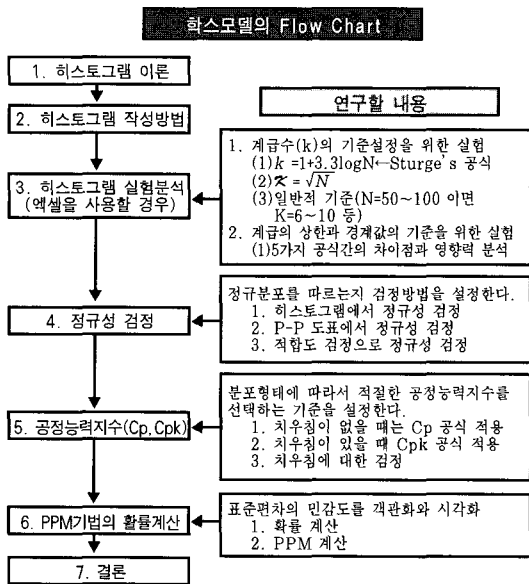 학스모델의 Flow Chart
1. 히스토그램 이론
2. 히스토그램 작성방법
3. 히스토그램 실험분석
(엑셀을 사용할 경우)
4. 정규성 검정
5. 공정능력지수(Cp, Cpk)
6. PPM기법의 활률계산
7. 결론
연구할 내용
1. 계급수(k)의 기준설정을 위한 실험
(1)k =1+3.3logN←Sturge's 공식
(2)K =√N
(3)일반적 기준(N=50~100 이면
K=6~10 등)
2. 계급의 상한과 경계값의 기준을 위한 실험
(1)5가지 공식간의 차이점과 영향력 분석
정규분포를 따르는지 검정방법을 설정한다.
1. 히스토그램에서 정규성 검정
2. P-P 도표에서 정규성 검정
3. 적합도 검정으로 정규성 검정
분포형태에 따라서 적절한 공정능력지수를
선택하는 기준을 설정한다.
1. 치우침이 없을 때는 Cp 공식 적용
2. 치우침이 있을 때 Cpk 공식 적용
3. 치우침에 대한 검정
표준편차의 민감도를 객관화와 시각화
1. 확률 계산
2. PPM 계산